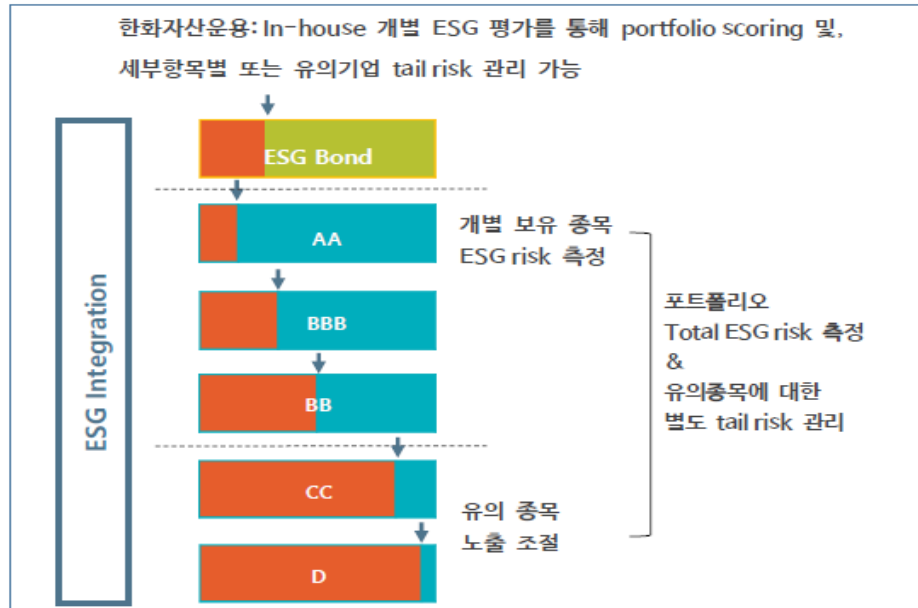 한화자산운용: In-house 개별 ESG 평가를 통해 portfolio scoring 및,
세부항목별 또는 유의기업 tail risk 관리 가능
ESG Integration
ESG Bond
AA
개별 보유 종목
ESG risk 측정
BBB
BB
CC
유의 종목
노출 조절
D
포트폴리오
Total ESG risk 측정
&
유의종목에 대한
별도 tail risk 관리